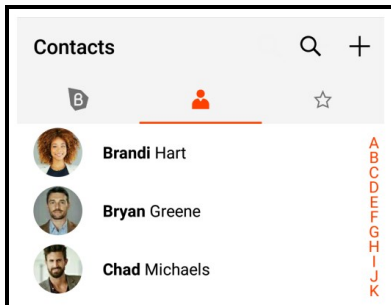 Contacts
B
Brandi Hart
Bryan Greene
Chad Michaels
A
B
C
D
E
F
G
H
I
J
K